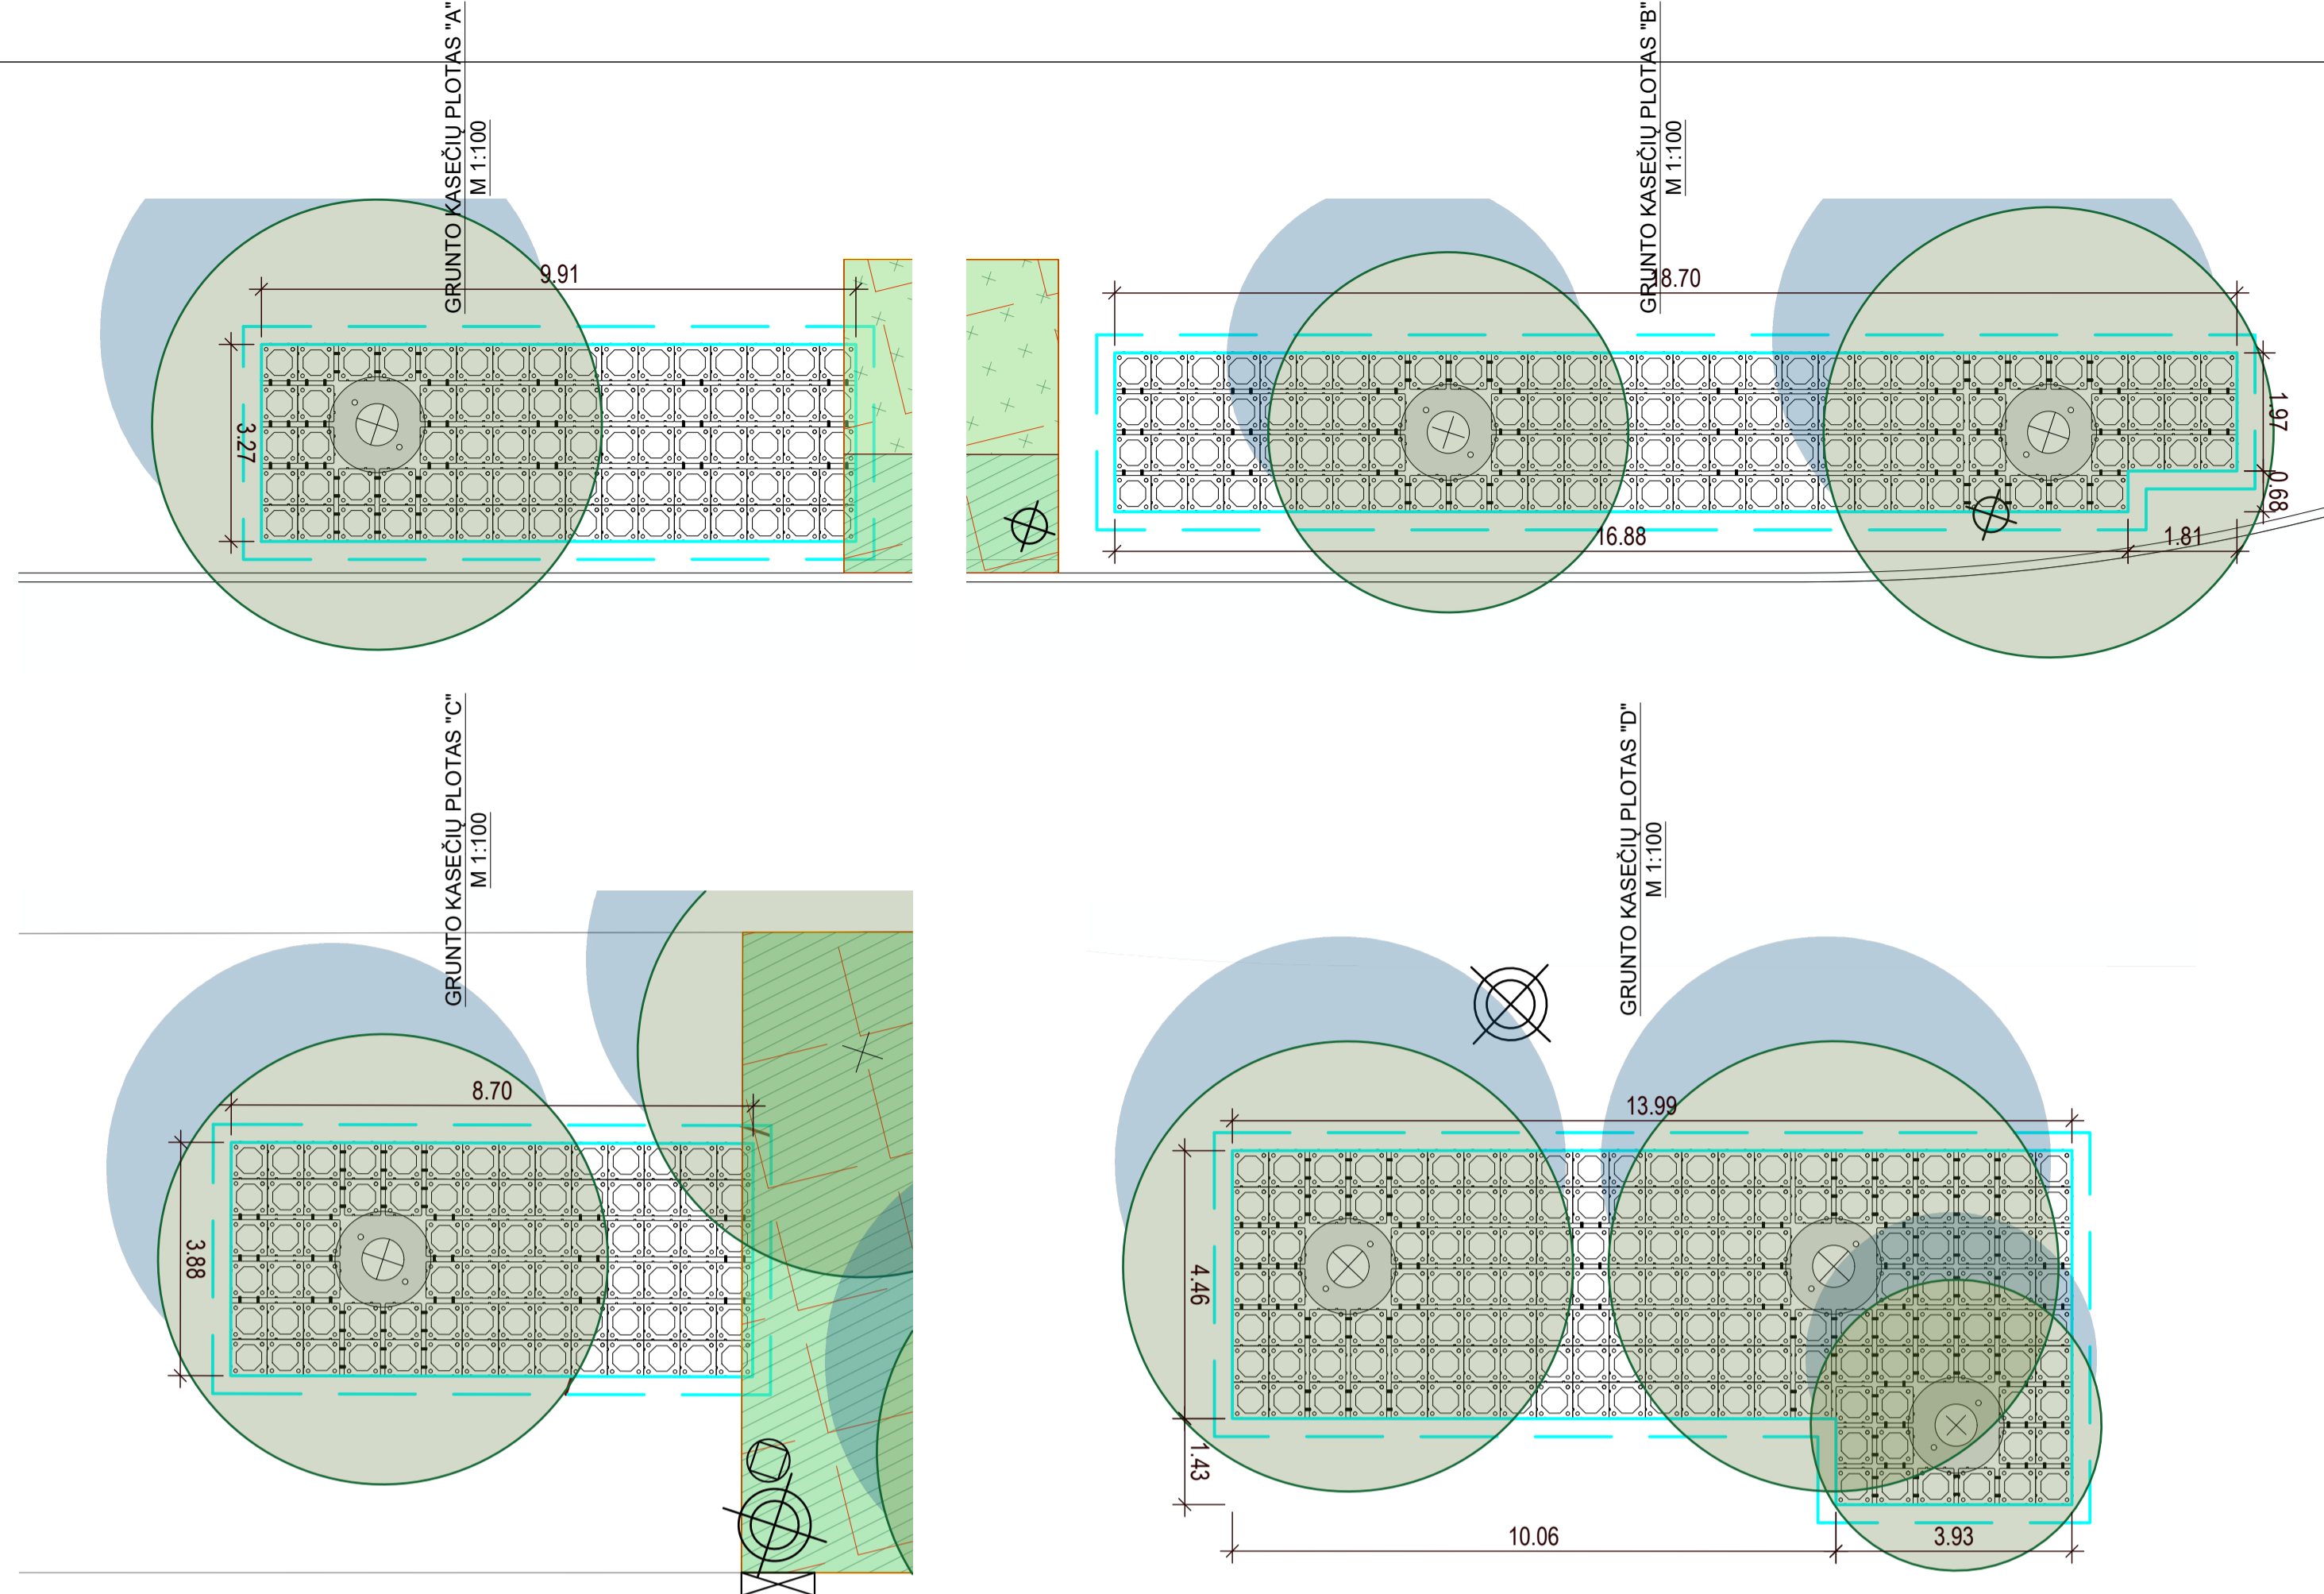 GRUNTO KASEČIŲ PLOTAS "A"
M 1:100
9.91
3.27
GRUNTO KASEČIŲ PLOTAS "B"
M 1:100
18.70
1.97
0.68
16.88
1.81
GRUNTO KASEČIŲ PLOTAS "C"
M 1:100
8.70
3.88
GRUNTO KASEČIŲ PLOTAS "D"
M 1:100
13.99
4.46
1.43
10.06
3.93